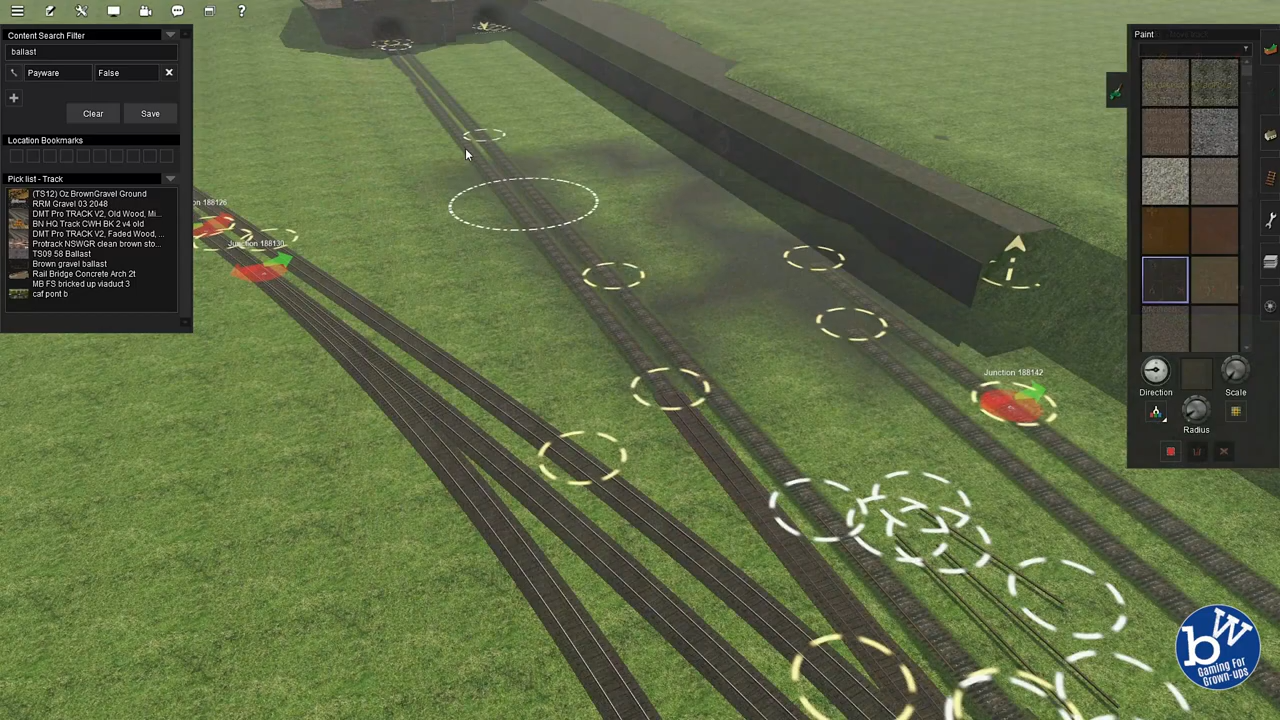 ?
Content Search Filter
ballast
Payware
False
Clear
Save
Location Bookmarks
Pick list - Track
(TS12) Oz BrownGravel Ground
RRM Gravel 03 2048
DMT Pro TRACK V2, Old Wood, Mi...
BN HQ Track CWH BK 2 v4 old
DMT Pro TRACK V2, Faded Wood, ...
Protrack NSWGR clean brown sto...
TS09 58 Ballast
Brown gravel ballast
Rail Bridge Concrete Arch 2t
MB FS bricked up viaduct 3
caf pont b
on 188126
Junction 188130
Junction 188142
Paint
Direction
Scale
Radius
bW
Gaming For
Grown-ups